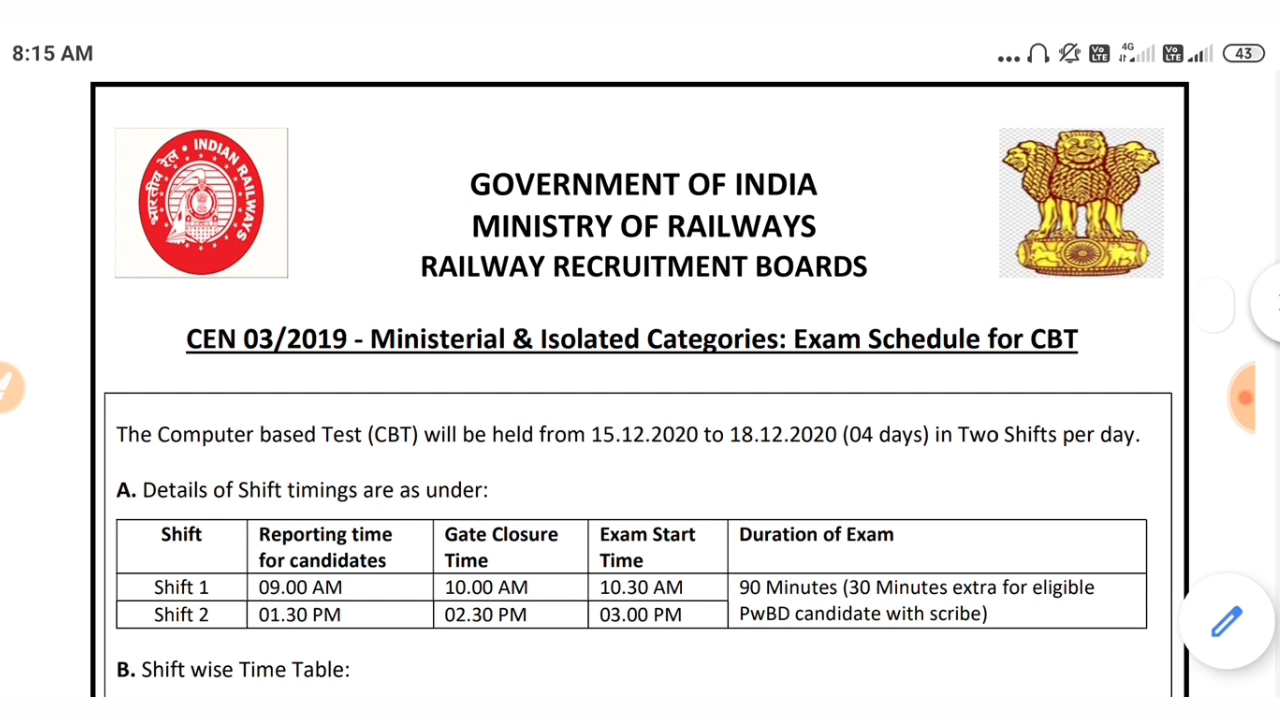 8:15 AM
Vo LTE
4G
Vo LTE
43
भारतीय रेल • INDIAN RAILWAYS
GOVERNMENT OF INDIA
MINISTRY OF RAILWAYS
RAILWAY RECRUITMENT BOARDS
CEN 03/2019 - Ministerial & Isolated Categories: Exam Schedule for CBT
The Computer based Test (CBT) will be held from 15.12.2020 to 18.12.2020 (04 days) in Two Shifts per day.
A. Details of Shift timings are as under:
Shift Reporting time for candidates Gate Closure Time Exam Start Time Duration of Exam
Shift 1 09.00 AM 10.00 AM 10.30 AM 90 Minutes (30 Minutes extra for eligible
Shift 2 01.30 PM 02.30 PM 03.00 PM PwBD candidate with scribe)
B. Shift wise Time Table: